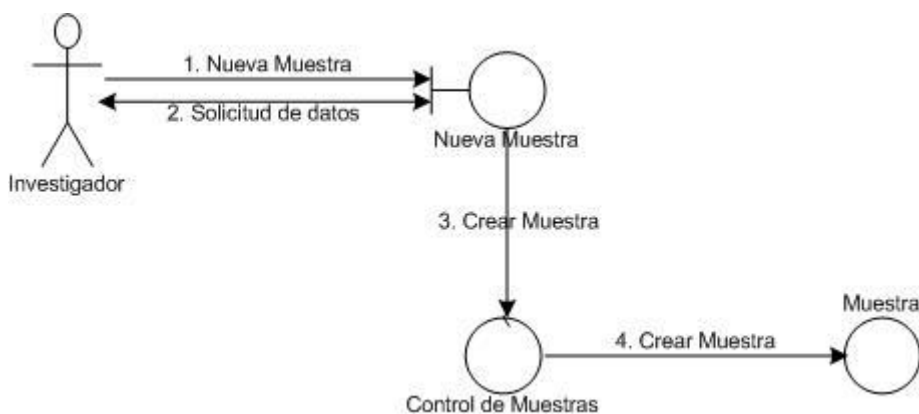 1. Nueva Muestra
2. Solicitud de datos
Nueva Muestra
Investigador
3. Crear Muestra
Muestra
4. Crear Muestra
Control de Muestras